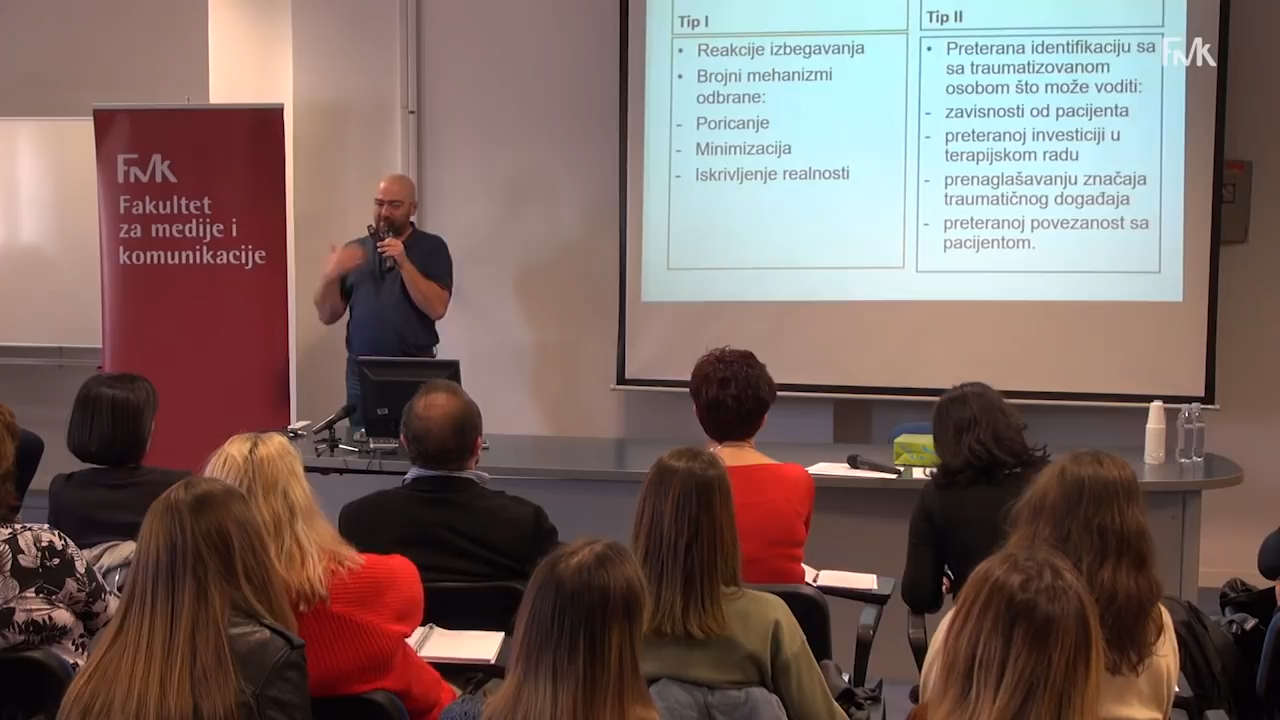 FMK
Fakultet
za medije i
komunikacije
Tip I
• Reakcije izbegavanja
• Brojni mehanizmi
odbrane:
- Poricanje
- Minimizacija
- Iskrivljenje realnosti
Tip II
• Preterana identifikaciju sa
sa traumatizovanom
osobom što može voditi:
- zavisnosti od pacijenta
- preteranoj investiciji u
terapijskom radu
- prenaglašavanju značaja
traumatičnog događaja
- preteranoj povezanost sa
pacijentom.
FMK